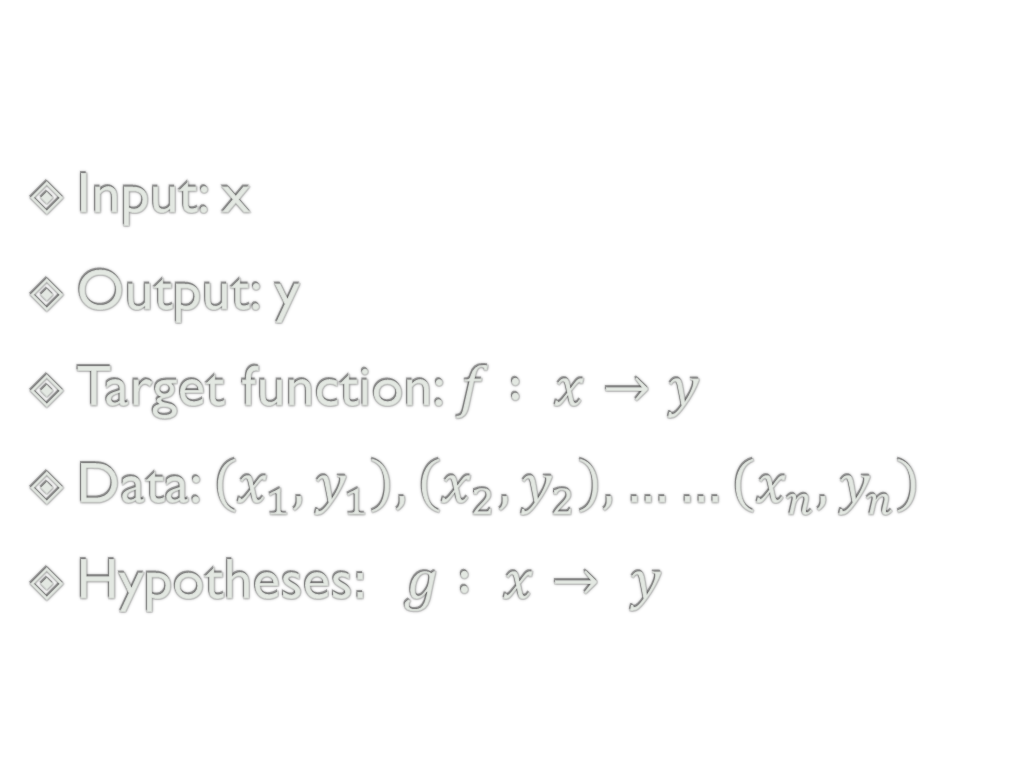 Input: x
Output: y
Target function: f : x → y
Data: (x₁, y₁), (x₂, y₂), … … (xₙ, yₙ)
Hypotheses: g : x → y